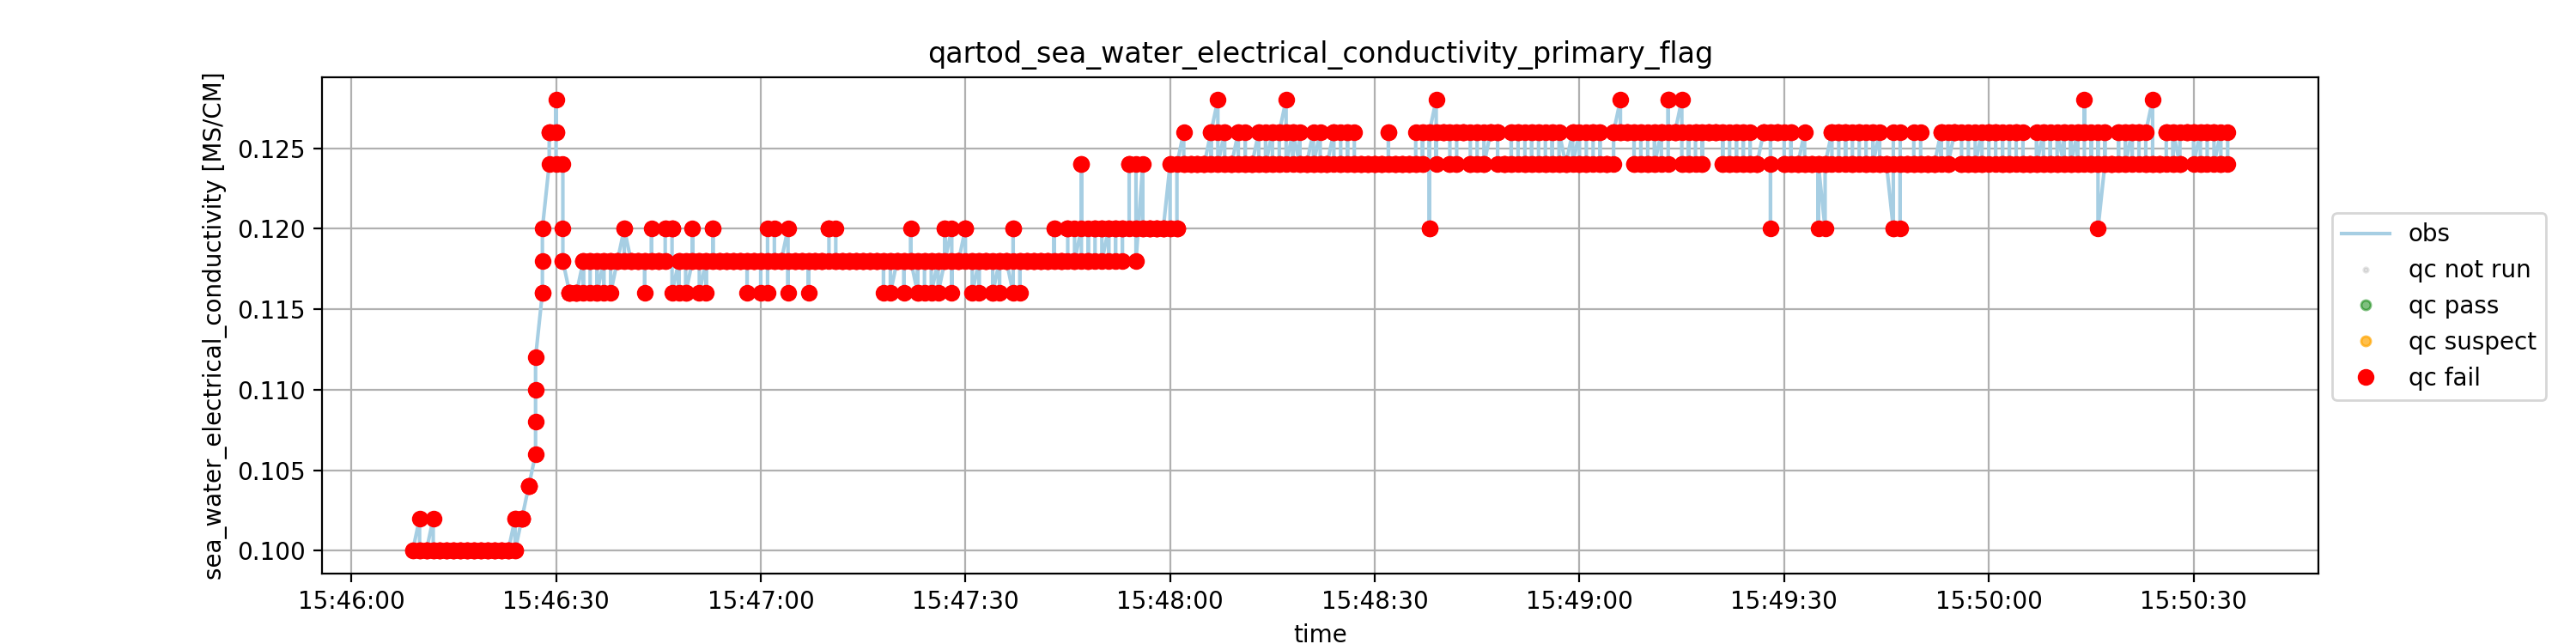 qartod_sea_water_electrical_conductivity_primary_flag
sea_water_electrical_conductivity [MS/CM]
0.125
0.120
0.115
0.110
0.105
0.100
15:46:00
15:46:30
15:47:00
15:47:30
15:48:00
15:48:30
15:49:00
15:49:30
15:50:00
15:50:30
time
obs
qc not run
qc pass
qc suspect
qc fail